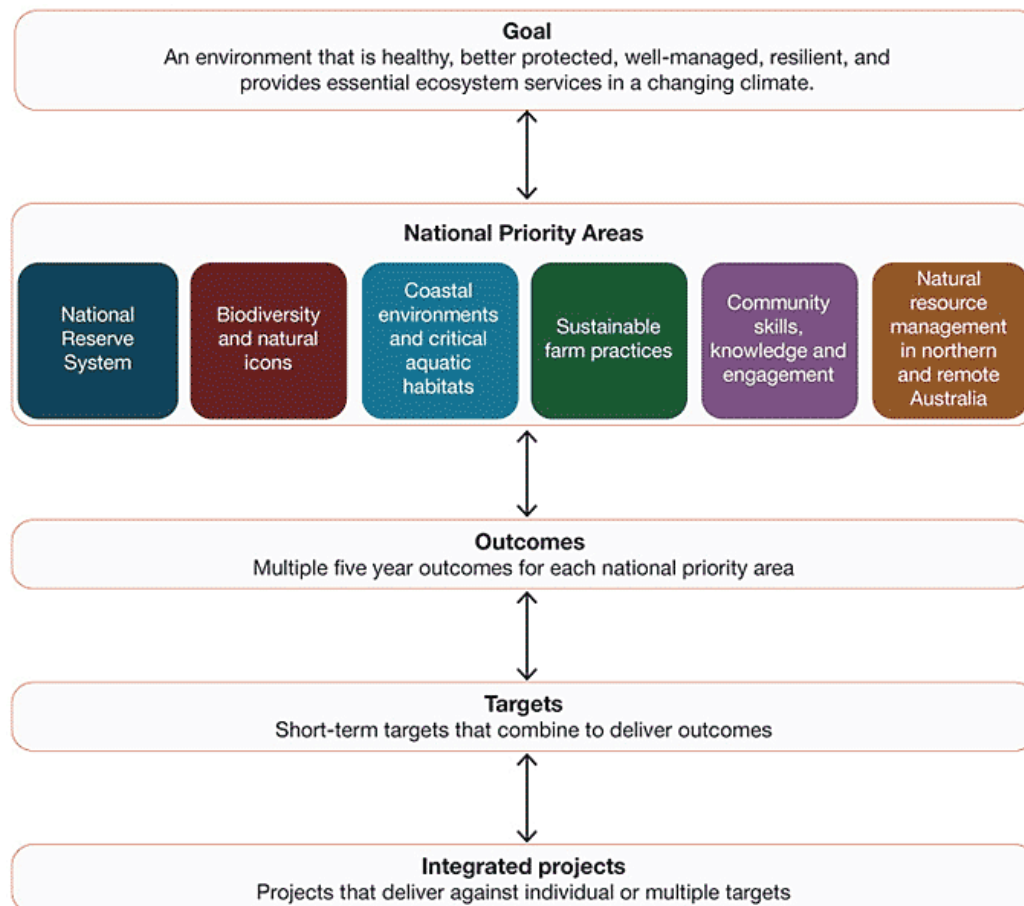 Goal
An environment that is healthy, better protected, well-managed, resilient, and
provides essential ecosystem services in a changing climate.
National Priority Areas
National
Reserve
System
Biodiversity
and natural
icons
Coastal
environments
and critical
aquatic
habitats
Sustainable
farm practices
Community
skills,
knowledge and
engagement
Natural
resource
management
in northern
and remote
Australia
Outcomes
Multiple five year outcomes for each national priority area
Targets
Short-term targets that combine to deliver outcomes
Integrated projects
Projects that deliver against individual or multiple targets